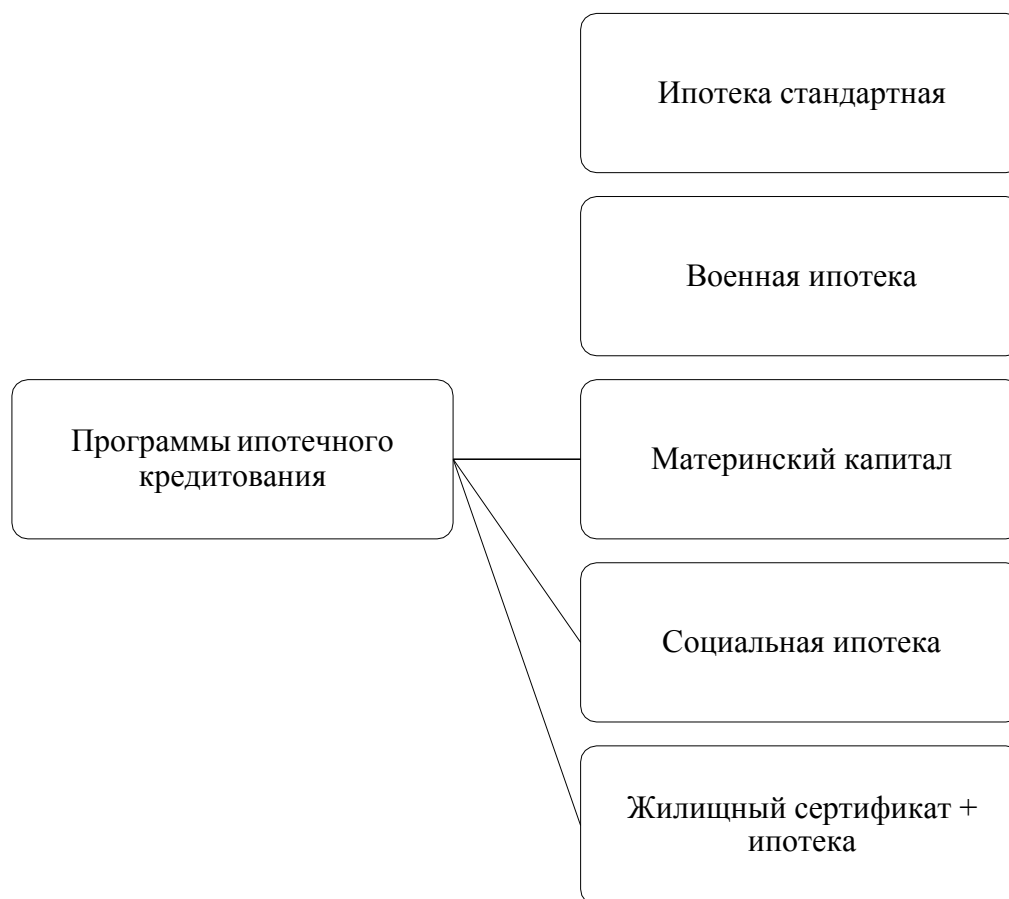 Ипотека стандартная
Военная ипотека
Программы ипотечного
кредитования
Материнский капитал
Социальная ипотека
Жилищный сертификат +
ипотека